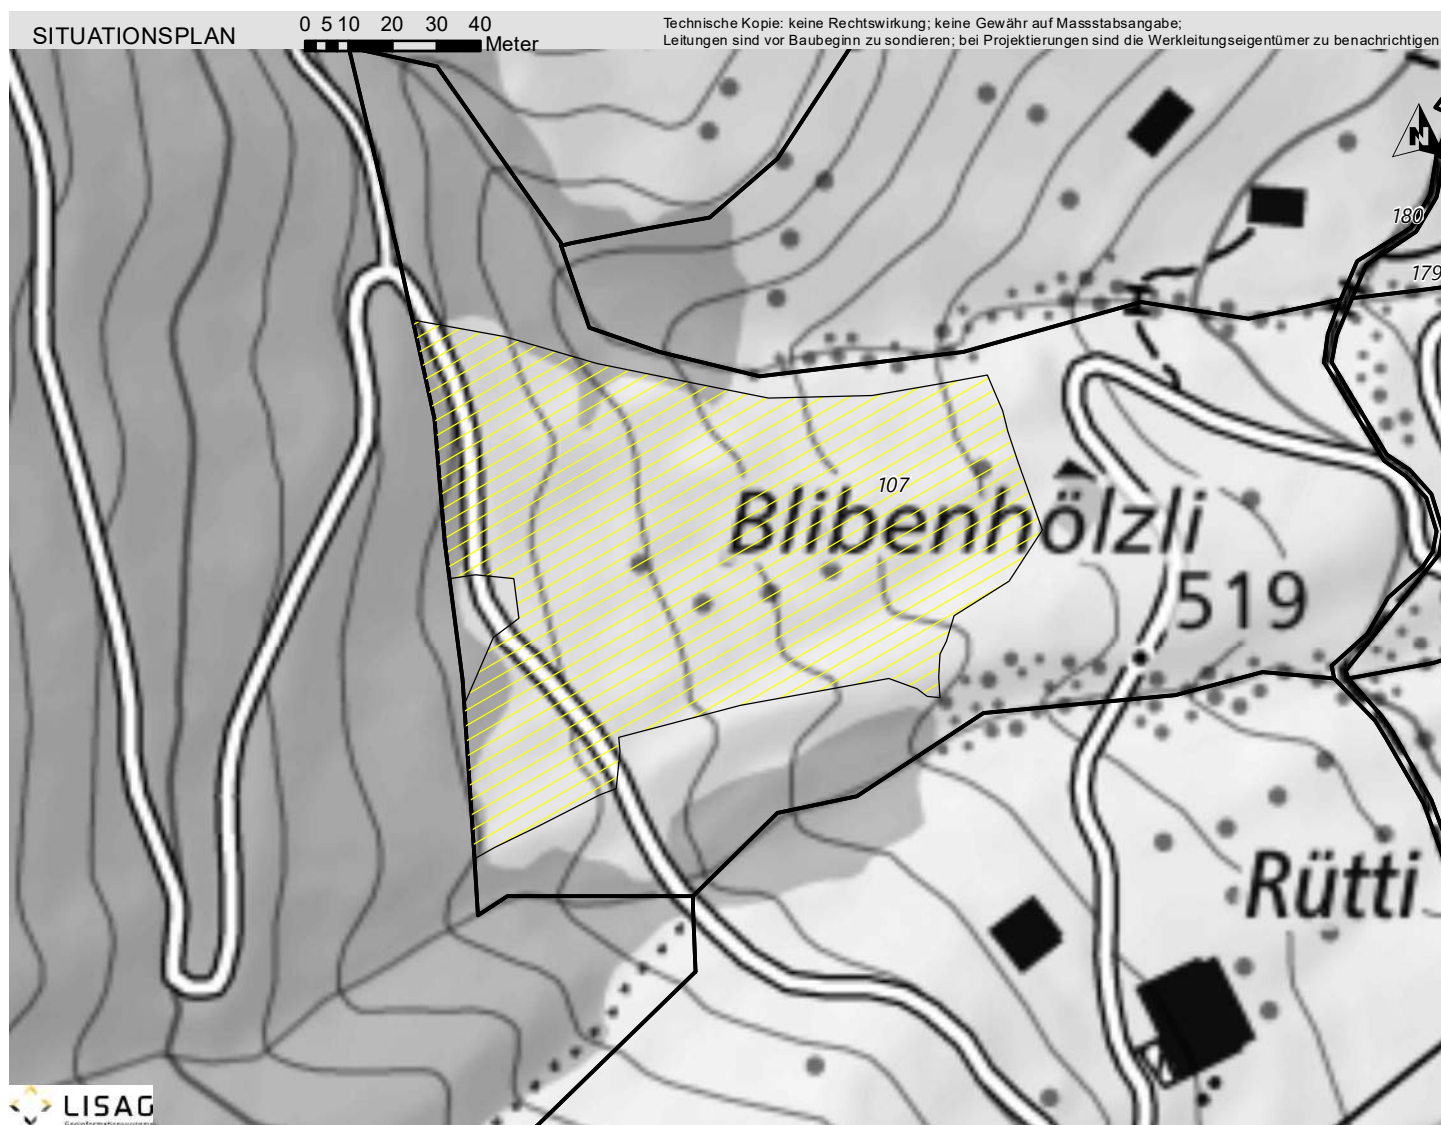 SITUATIONSPLAN
0 5 10 20 30 40
Meter
Technische Kopie: keine Rechtswirkung; keine Gewähr auf Massstabsangabe;
Leitungen sind vor Baubeginn zu sondieren; bei Projektierungen sind die Werkleitungseigentümer zu benachrichtigen
N
180
179
107
Blibenhölzli
519
Rütti
LISAG